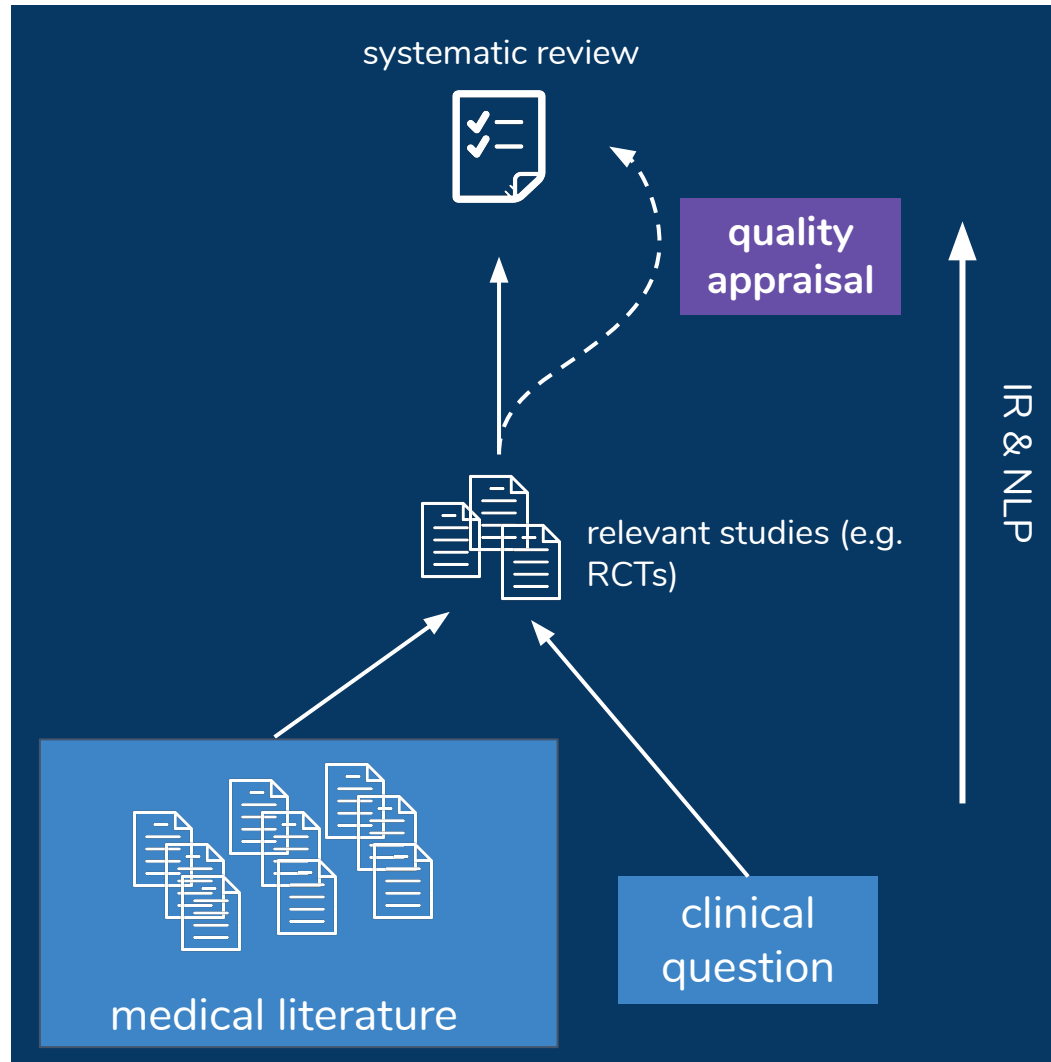 systematic review
quality
appraisal
IR & NLP
relevant studies (e.g.
RCTs)
clinical
question
medical literature